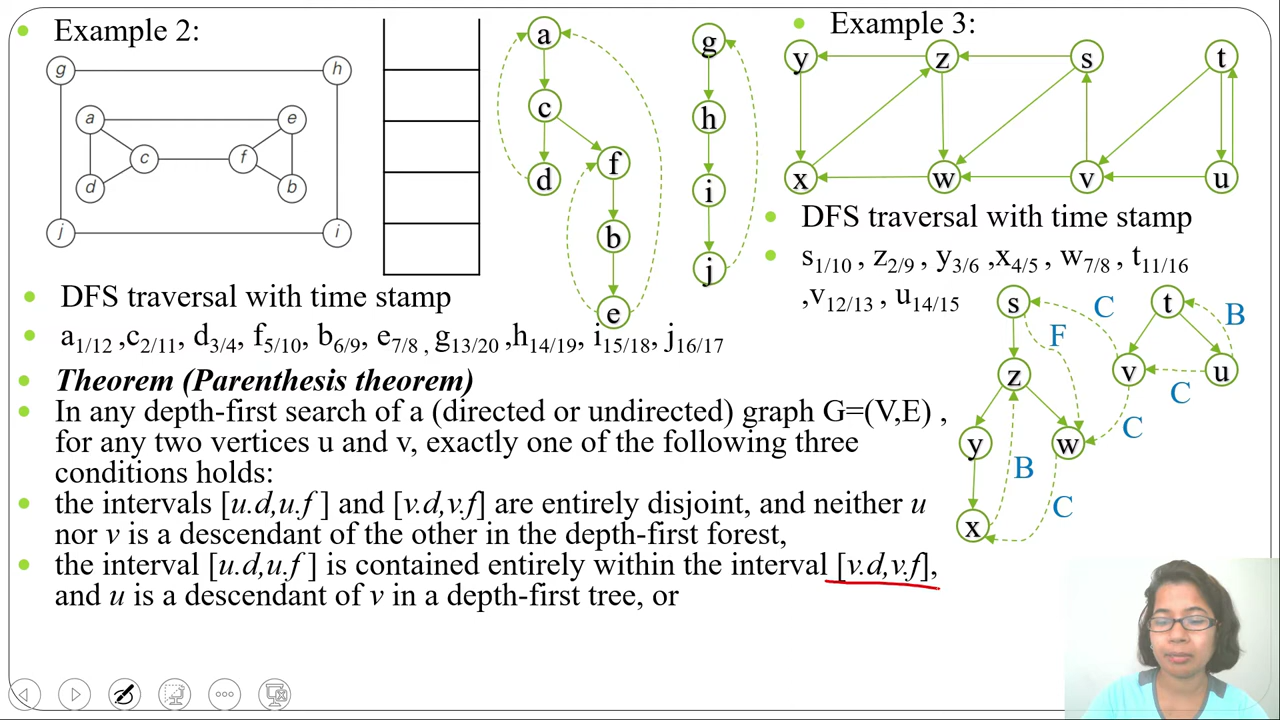 Example 2:
g h
a e
c f
d b
j i
a
c
f
d
b
e
g
h
i
j
DFS traversal with time stamp
a1/12 ,c2/11, d3/4, f5/10, b6/9, e7/8 , g13/20 ,h14/19, i15/18, j16/17
Theorem (Parenthesis theorem)
In any depth-first search of a (directed or undirected) graph G=(V,E) ,
for any two vertices u and v, exactly one of the following three
conditions holds:
the intervals [u.d,u.f ] and [v.d,v.f] are entirely disjoint, and neither u
nor v is a descendant of the other in the depth-first forest,
the interval [u.d,u.f ] is contained entirely within the interval [v.d,v.f],
and u is a descendant of v in a depth-first tree, or
Example 3:
y z s t
x w v u
DFS traversal with time stamp
s1/10 , z2/9 , y3/6 ,x4/5 , w7/8 , t11/16
,v12/13 , u14/15
s C t B
F
z v u
C
y w C
B
C
x